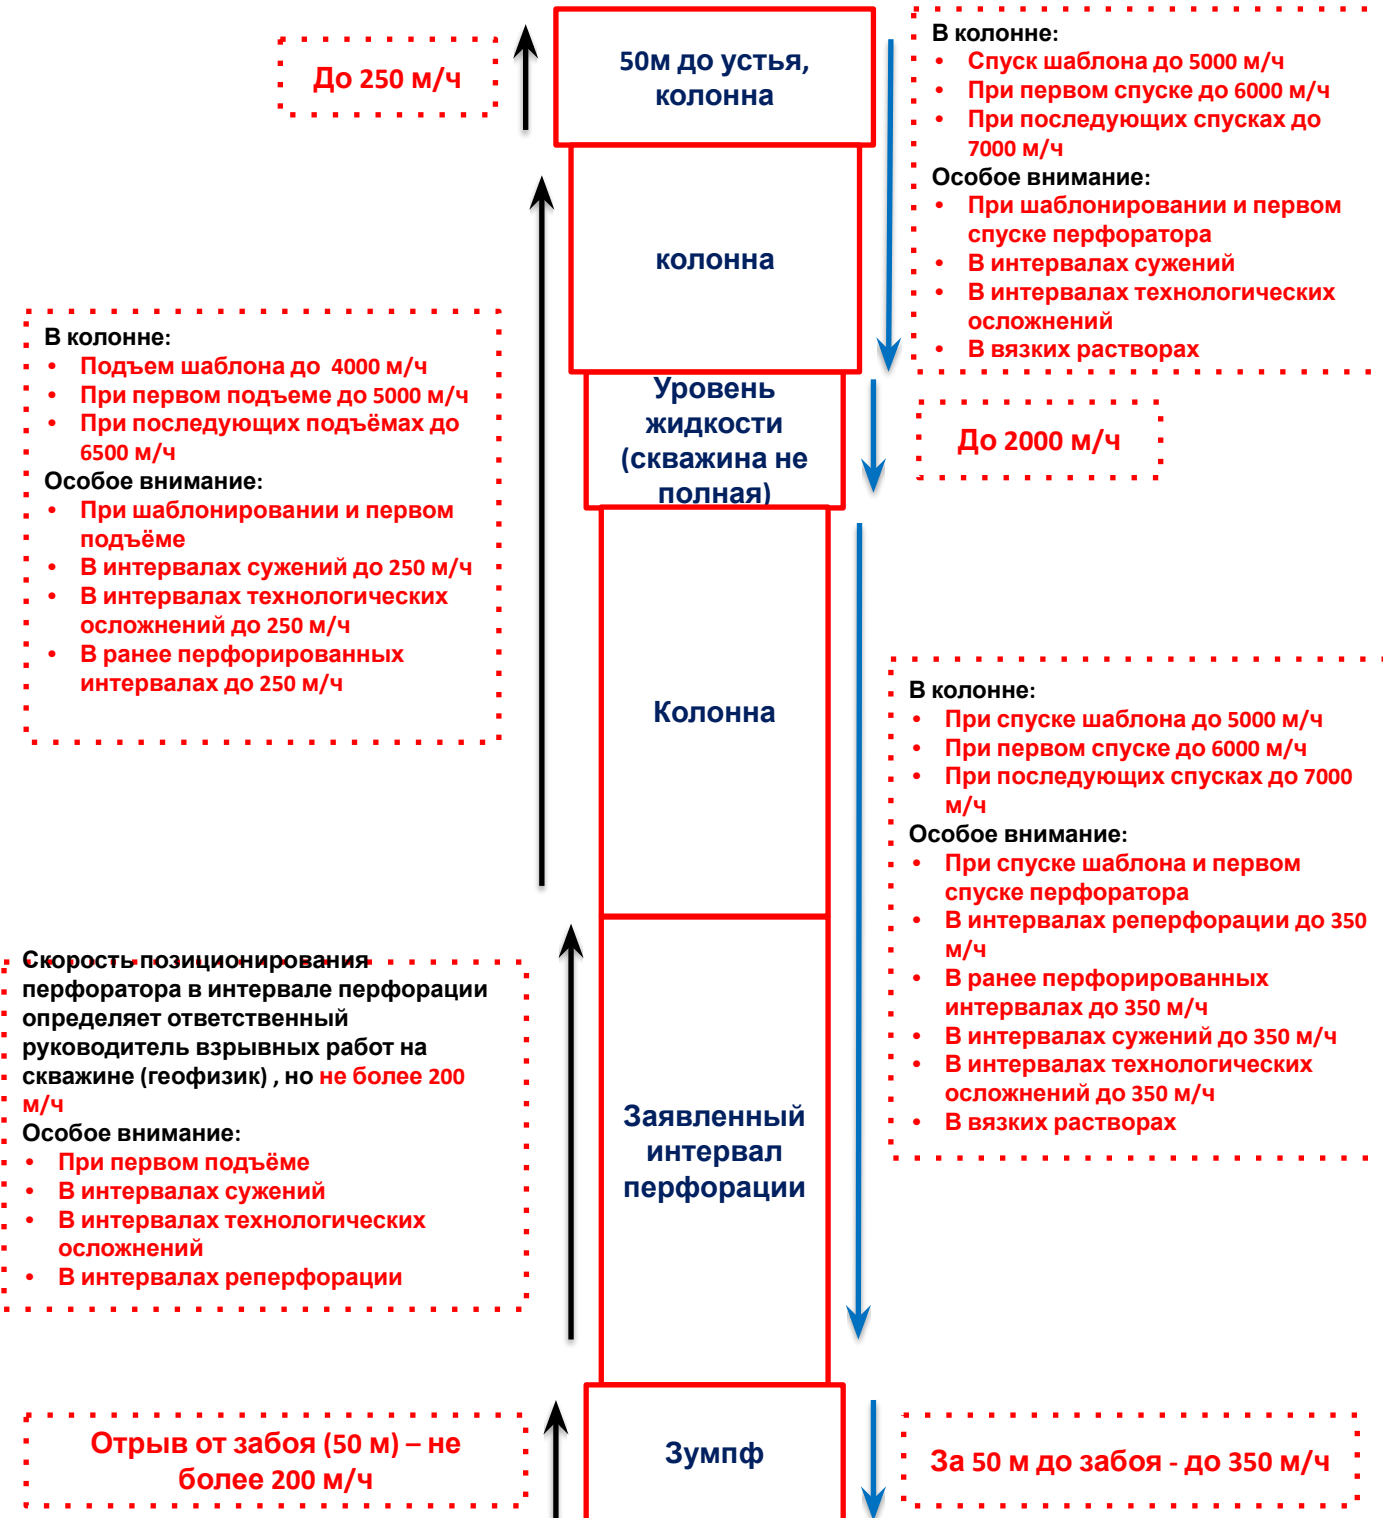 До 250 м/ч
50м до устья,
колонна
В колонне:
• Спуск шаблона до 5000 м/ч
• При первом спуске до 6000 м/ч
• При последующих спусках до
7000 м/ч
Особое внимание:
• При шаблонировании и первом
спуске перфоратора
• В интервалах сужений
• В интервалах технологических
осложнений
• В вязких растворах
колонна
В колонне:
• Подъем шаблона до 4000 м/ч
• При первом подъеме до 5000 м/ч
• При последующих подъёмах до
6500 м/ч
Особое внимание:
• При шаблонировании и первом
подъёме
• В интервалах сужений до 250 м/ч
• В интервалах технологических
осложнений до 250 м/ч
• В ранее перфорированных
интервалах до 250 м/ч
Уровень
жидкости
(скважина не
полная)
До 2000 м/ч
Колонна
В колонне:
• При спуске шаблона до 5000 м/ч
• При первом спуске до 6000 м/ч
• При последующих спусках до 7000
м/ч
Особое внимание:
• При спуске шаблона и первом
спуске перфоратора
• В интервалах реперфорации до 350
м/ч
• В ранее перфорированных
интервалах до 350 м/ч
• В интервалах сужений до 350 м/ч
• В интервалах технологических
осложнений до 350 м/ч
• В вязких растворах
Скорость позиционирования
перфоратора в интервале перфорации
определяет ответственный
руководитель взрывных работ на
скважине (геофизик) , но не более 200
м/ч
Особое внимание:
• При первом подъёме
• В интервалах сужений
• В интервалах технологических
осложнений
• В интервалах реперфорации
Заявленный
интервал
перфорации
Отрыв от забоя (50 м) – не
более 200 м/ч
Зумпф
За 50 м до забоя - до 350 м/ч